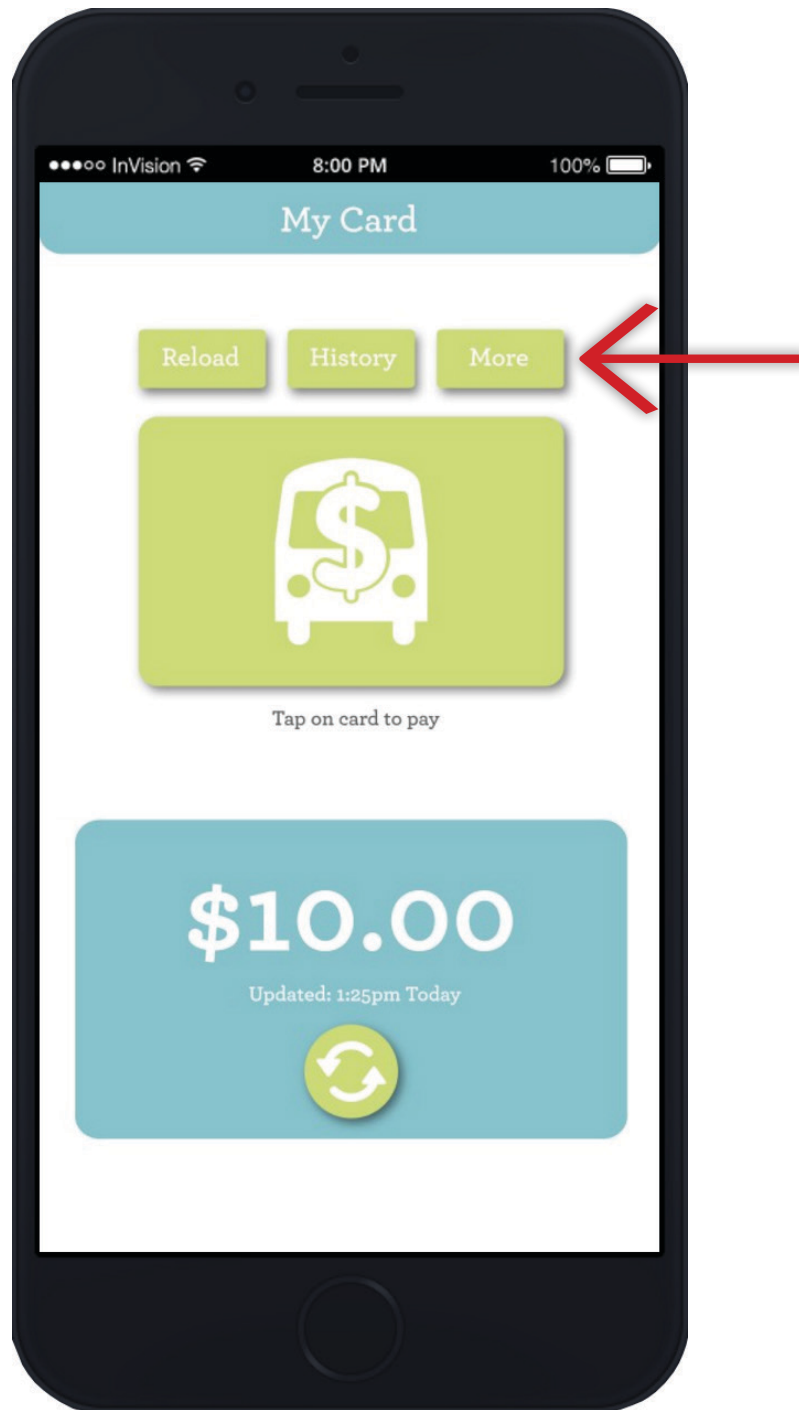 ●●●○○ InVision 8:00 PM 100%
My Card
Reload History More
$
Tap on card to pay
$10.00
Updated: 1:25pm Today